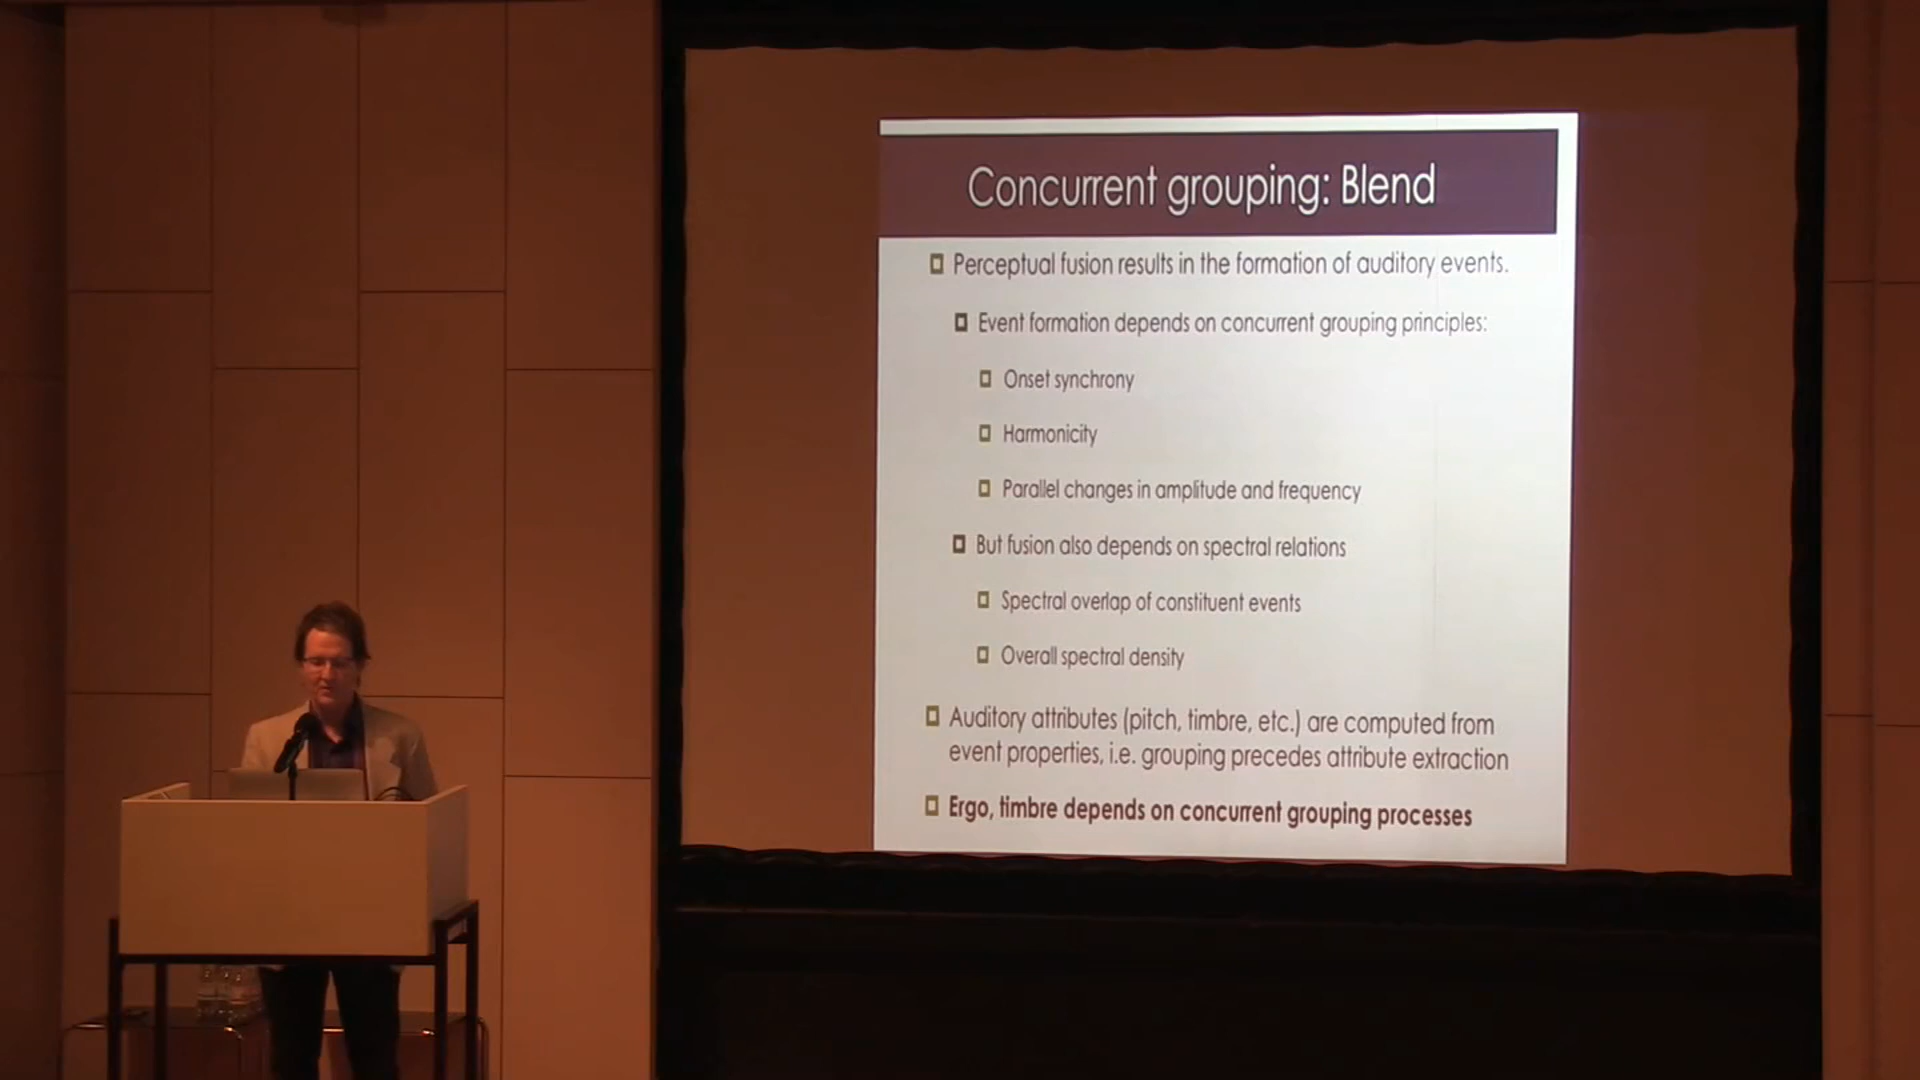 Concurrent grouping: Blend
Perceptual fusion results in the formation of auditory events.
Event formation depends on concurrent grouping principles:
Onset synchrony
Harmonicity
Parallel changes in amplitude and frequency
But fusion also depends on spectral relations
Spectral overlap of constituent events
Overall spectral density
Auditory attributes (pitch, timbre, etc.) are computed from
event properties, i.e. grouping precedes attribute extraction
Ergo, timbre depends on concurrent grouping processes